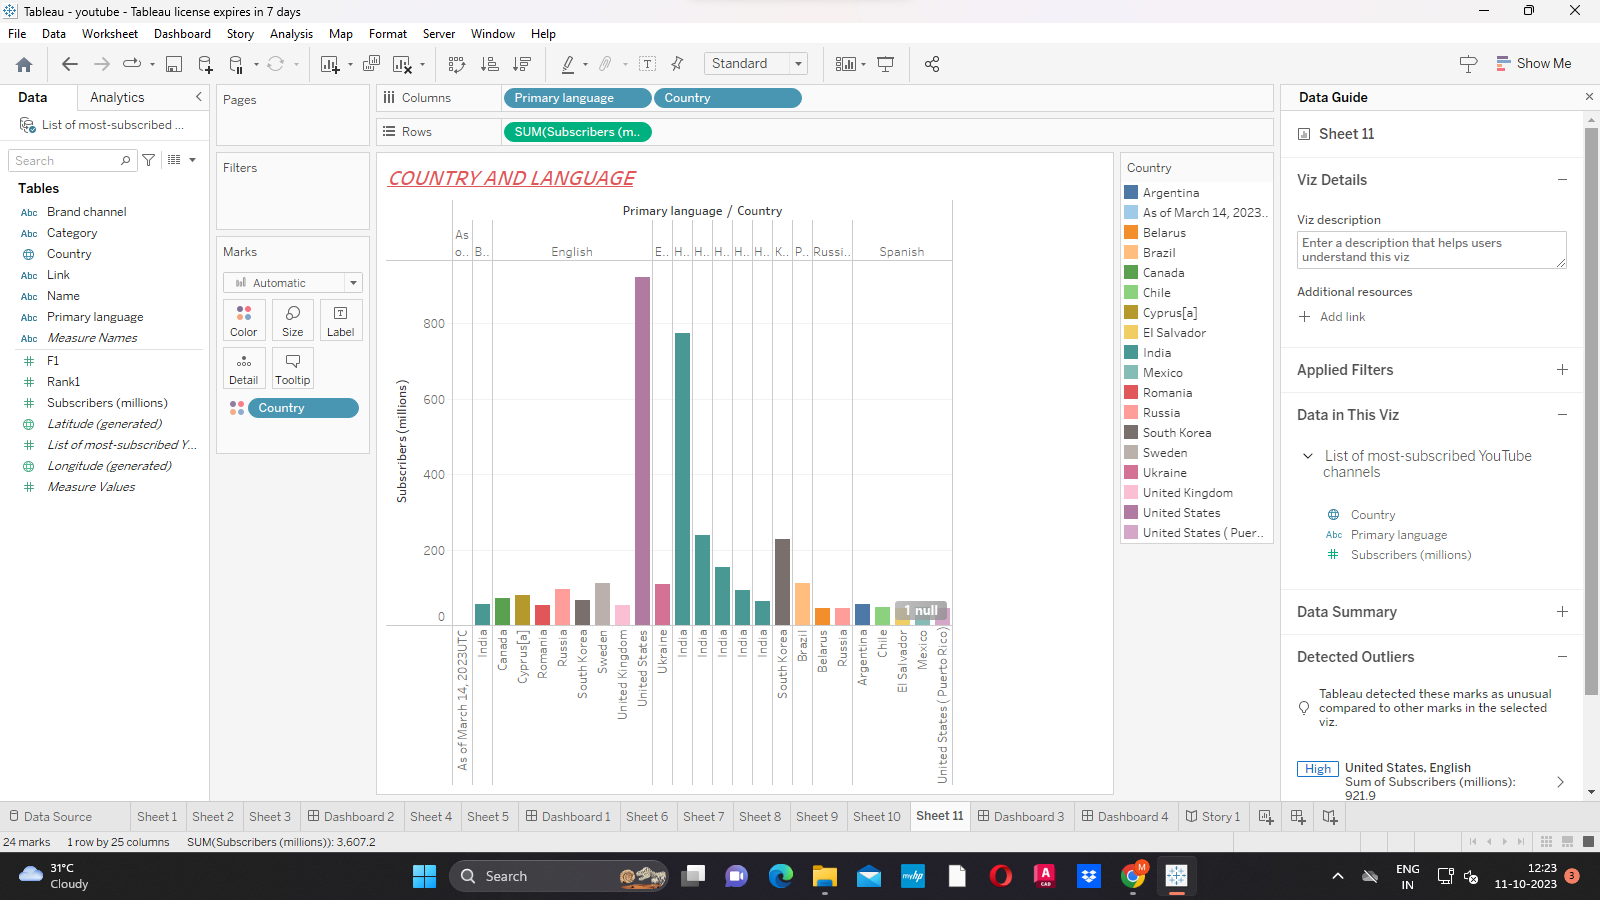 Tableau - youtube - Tableau license expires in 7 days
File Data Worksheet Dashboard Story Analysis Map Format Server Window Help
Standard
Show Me
Data Analytics
List of most-subscribed ...
Search
Tables
Abc Brand channel
Abc Category
Country
Abc Link
Abc Name
Abc Primary language
Abc Measure Names
F1
Rank1
Subscribers (millions)
Latitude (generated)
List of most-subscribed Y...
Longitude (generated)
Measure Values
Pages
Filters
Marks
Automatic
Color Size Label
Detail Tooltip
Country
Columns Primary language Country
Rows SUM(Subscribers (m..
COUNTRY AND LANGUAGE
Primary language / Country
As o.. B.. English E.. H.. H.. H.. H.. H.. K.. P.. Russi.. Spanish
Subscribers (millions)
800
600
400
200
0
1 null
As of March 14, 2023UTC
India
Canada
Cyprus[a]
Romania
Russia
South Korea
Sweden
United Kingdom
United States
Ukraine
India
India
India
India
India
South Korea
Brazil
Belarus
Russia
Argentina
Chile
El Salvador
Mexico
United States ( Puerto Rico)
Country
Argentina
As of March 14, 2023..
Belarus
Brazil
Canada
Chile
Cyprus[a]
El Salvador
India
Mexico
Romania
Russia
South Korea
Sweden
Ukraine
United Kingdom
United States
United States ( Puer..
Data Guide
Sheet 11
Viz Details
Viz description
Enter a description that helps users
understand this viz
Additional resources
Add link
Applied Filters
Data in This Viz
List of most-subscribed YouTube
channels
Country
Abc Primary language
Subscribers (millions)
Data Summary
Detected Outliers
Tableau detected these marks as unusual
compared to other marks in the selected
viz.
High United States, English
Sum of Subscribers (millions):
921.9
Data Source Sheet 1 Sheet 2 Sheet 3 Dashboard 2 Sheet 4 Sheet 5 Dashboard 1 Sheet 6 Sheet 7 Sheet 8 Sheet 9 Sheet 10 Sheet 11 Dashboard 3 Dashboard 4 Story 1
24 marks 1 row by 25 columns SUM(Subscribers (millions)): 3,607.2
31°C
Cloudy
Search
myhp
A
CAD
M
ENG
IN
12:23
11-10-2023
3